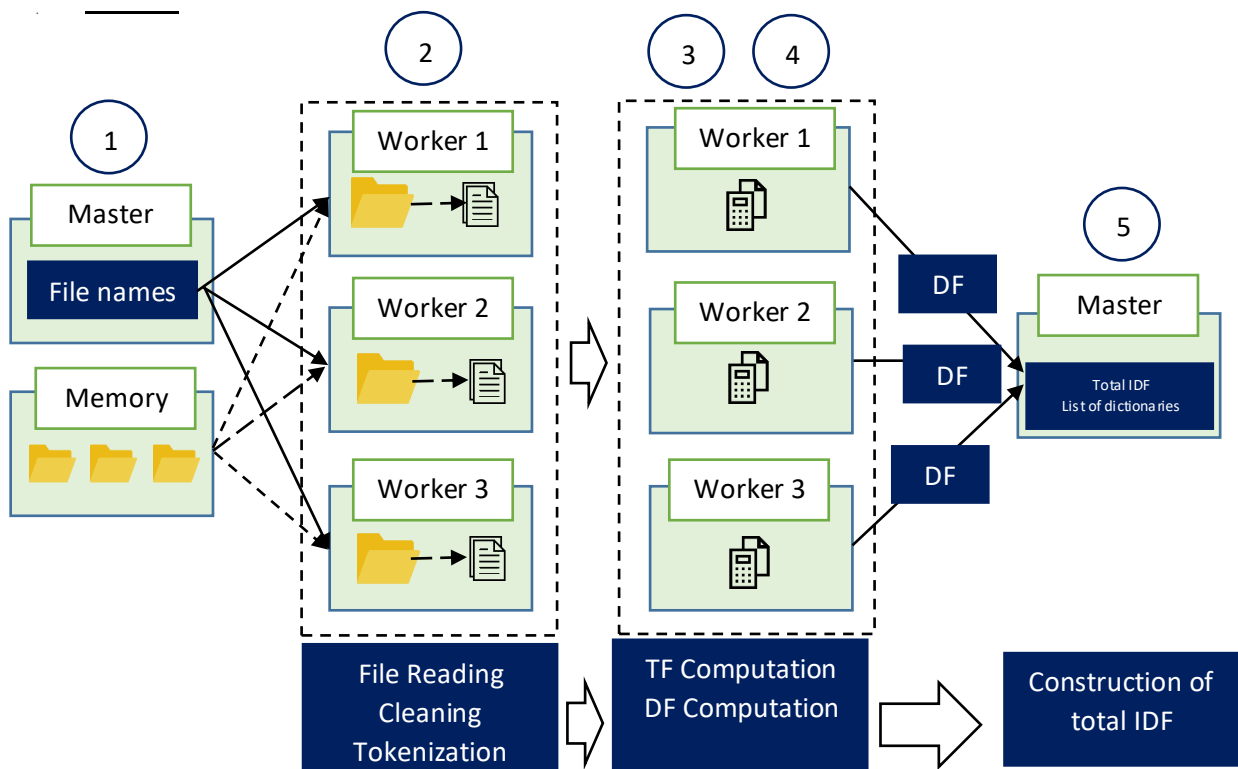 1
2
3
4
5
Master
File names
Memory
Worker 1
Worker 2
Worker 3
Worker 1
Worker 2
Worker 3
DF
DF
DF
Master
Total IDF
List of dictionaries
File Reading
Cleaning
Tokenization
TF Computation
DF Computation
Construction of
total IDF